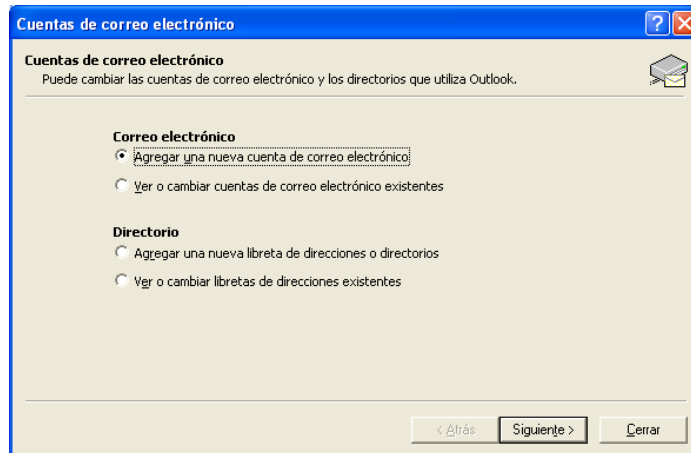 Cuentas de correo electrónico
Cuentas de correo electrónico
Puede cambiar las cuentas de correo electrónico y los directorios que utiliza Outlook.
Correo electrónico
Agregar una nueva cuenta de correo electrónico
Ver o cambiar cuentas de correo electrónico existentes
Directorio
Agregar una nueva libreta de direcciones o directorios
Ver o cambiar libretas de direcciones existentes
< Atrás Siguiente > Cerrar